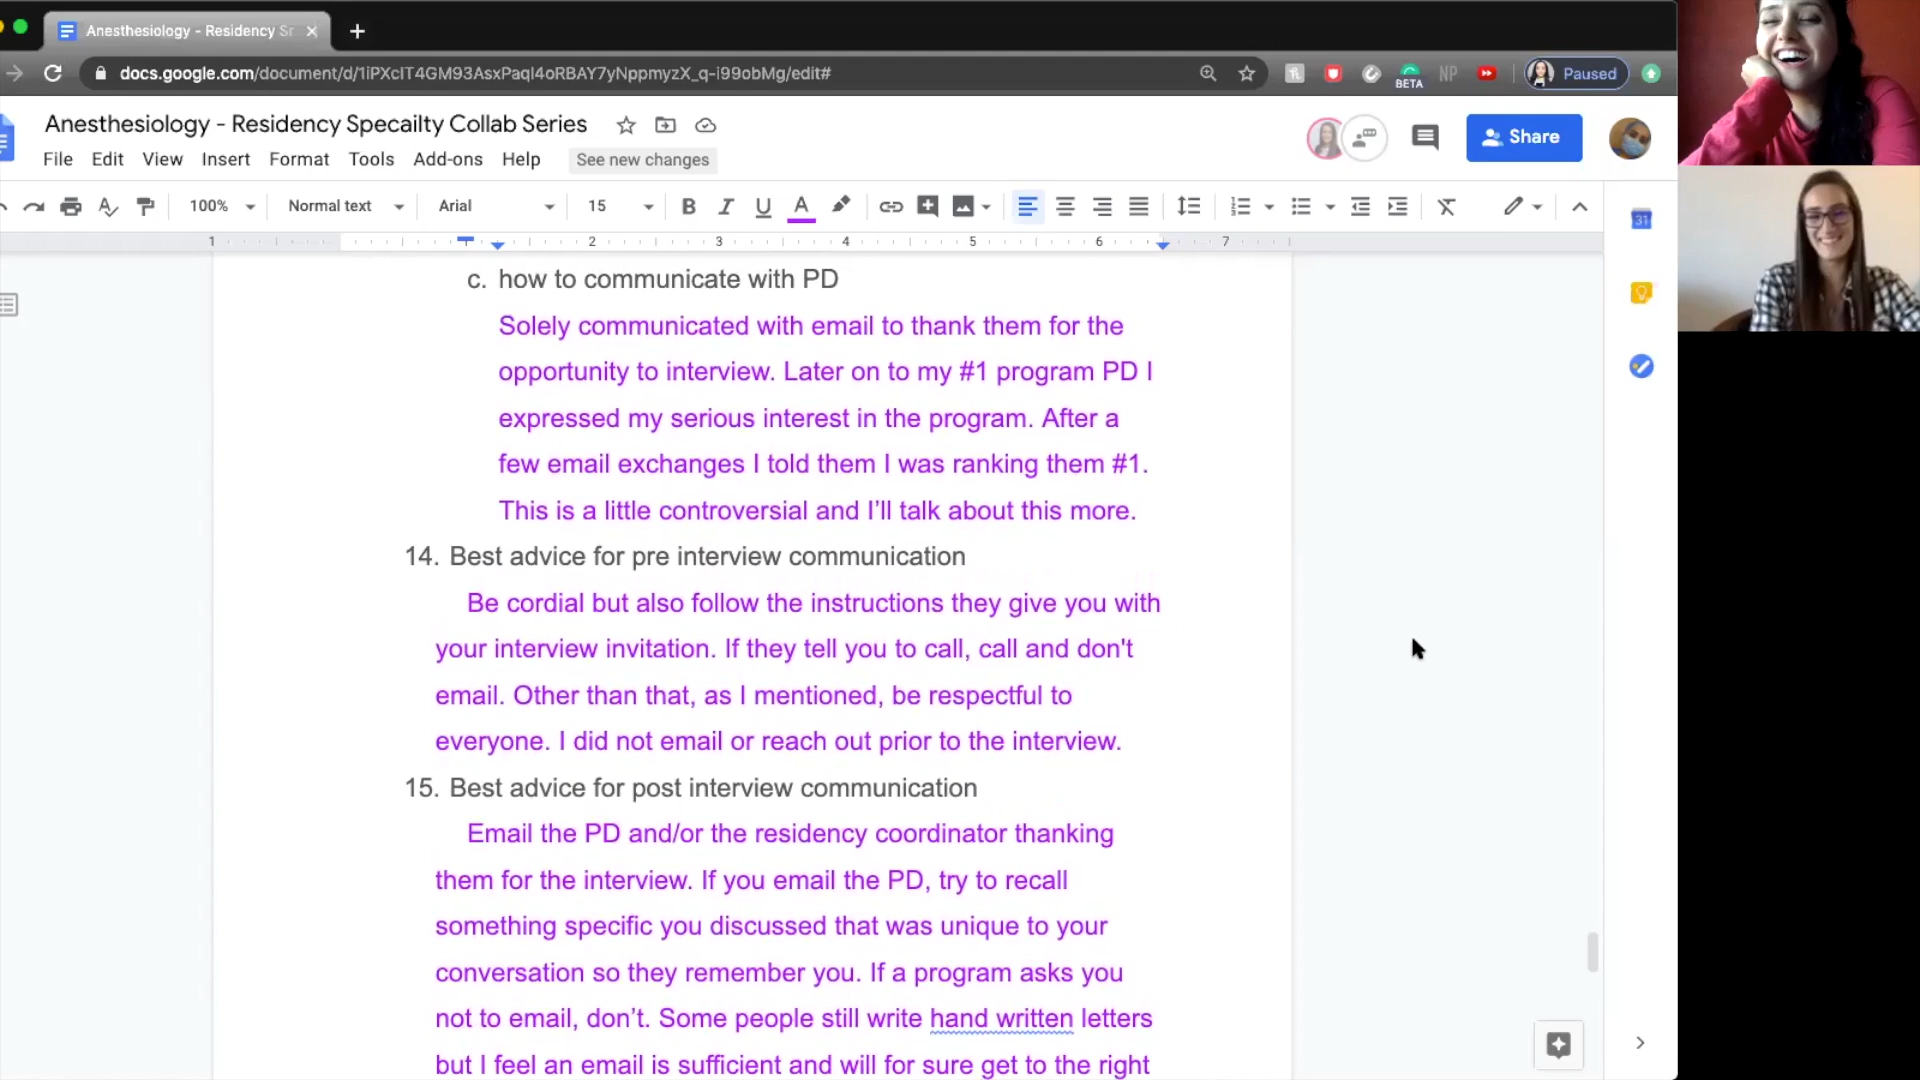 Anesthesiology - Residency Sr
docs.google.com/document/d/1iPXcIT4GM93AsxPaql4oRBAY7yNppmyzX_q-i99obMg/edit#
BETA
NP
Paused
Anesthesiology - Residency Specailty Collab Series
File Edit View Insert Format Tools Add-ons Help See new changes
Share
100% Normal text Arial 15 B I U A
1 2 3 4 5 6 7
31
c. how to communicate with PD
Solely communicated with email to thank them for the
opportunity to interview. Later on to my #1 program PD I
expressed my serious interest in the program. After a
few email exchanges I told them I was ranking them #1.
This is a little controversial and I’ll talk about this more.
14. Best advice for pre interview communication
Be cordial but also follow the instructions they give you with
your interview invitation. If they tell you to call, call and don't
email. Other than that, as I mentioned, be respectful to
everyone. I did not email or reach out prior to the interview.
15. Best advice for post interview communication
Email the PD and/or the residency coordinator thanking
them for the interview. If you email the PD, try to recall
something specific you discussed that was unique to your
conversation so they remember you. If a program asks you
not to email, don’t. Some people still write hand written letters
but I feel an email is sufficient and will for sure get to the right